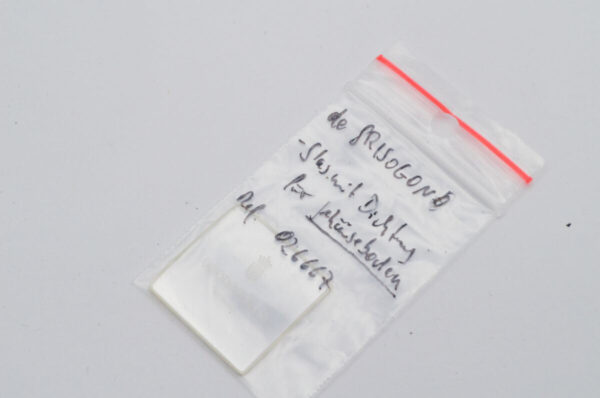 de GRISOGONO
- Glas mit Dichtung
für Gehäuseboden
Ref 026667